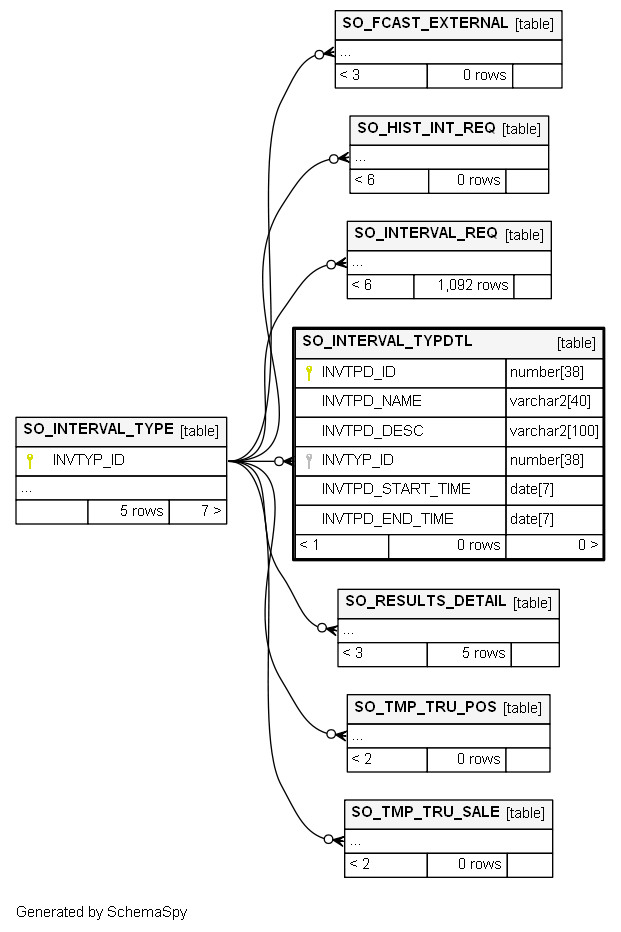 SO_FCAST_EXTERNAL [table]
...
< 3 0 rows
SO_HIST_INT_REQ [table]
...
< 6 0 rows
SO_INTERVAL_REQ [table]
...
< 6 1,092 rows
SO_INTERVAL_TYPDTL [table]
INVTPD_ID number[38]
INVTPD_NAME varchar2[40]
INVTPD_DESC varchar2[100]
INVTYP_ID number[38]
INVTPD_START_TIME date[7]
INVTPD_END_TIME date[7]
< 1 0 rows 0 >
SO_INTERVAL_TYPE [table]
INVTYP_ID
...
5 rows 7 >
SO_RESULTS_DETAIL [table]
...
< 3 5 rows
SO_TMP_TRU_POS [table]
...
< 2 0 rows
SO_TMP_TRU_SALE [table]
...
< 2 0 rows
Generated by SchemaSpy